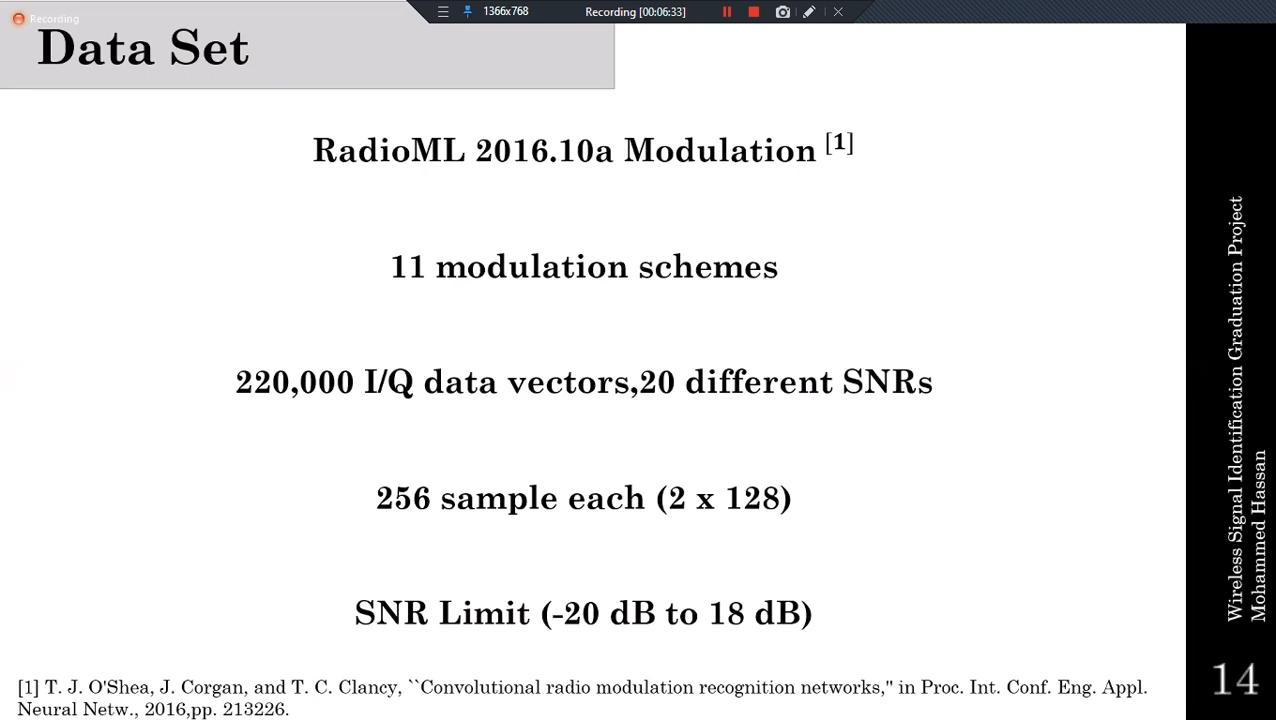 Recording
1366x768
Recording [00:06:33]
Data Set
RadioML 2016.10a Modulation [1]
11 modulation schemes
220,000 I/Q data vectors,20 different SNRs
256 sample each (2 x 128)
SNR Limit (-20 dB to 18 dB)
[1] T. J. O'Shea, J. Corgan, and T. C. Clancy, ``Convolutional radio modulation recognition networks,'' in Proc. Int. Conf. Eng. Appl.
Neural Netw., 2016,pp. 213226.
Wireless Signal Identification Graduation Project
Mohammed Hassan
14